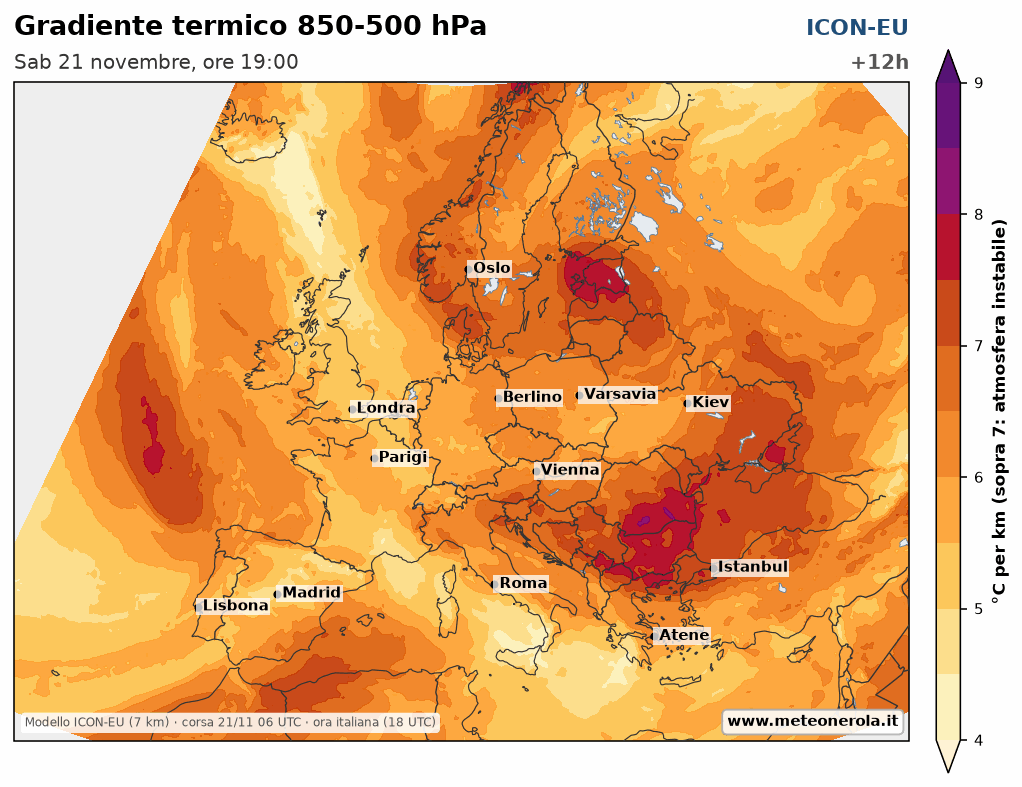 Gradiente termico 850-500 hPa
ICON-EU
Sab 21 novembre, ore 19:00
+12h
9
8
7
6
5
4
°C per km (sopra 7: atmosfera instabile)
Oslo
Berlino
Varsavia
Kiev
Londra
Parigi
Vienna
Istanbul
Roma
Madrid
Lisbona
Atene
Modello ICON-EU (7 km) · corsa 21/11 06 UTC · ora italiana (18 UTC)
www.meteonerola.it